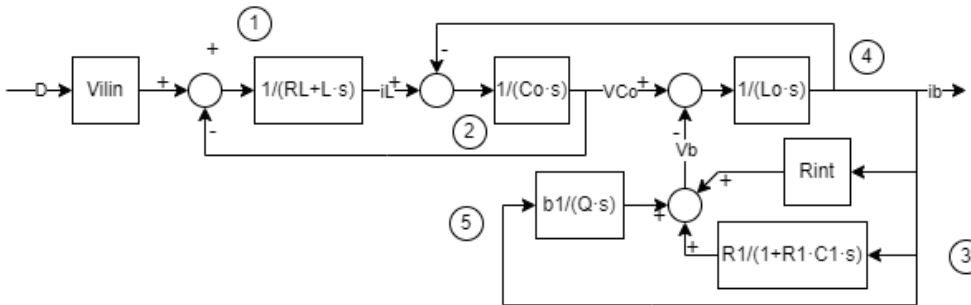 1
+
-
4
D
Vilin
+
1/(RL+L·s)
iL
+
1/(Co·s)
VCo
+
1/(Lo·s)
ib
-
2
-
Vb
+
Rint
5
b1/(Q·s)
+
+
R1/(1+R1·C1·s)
3